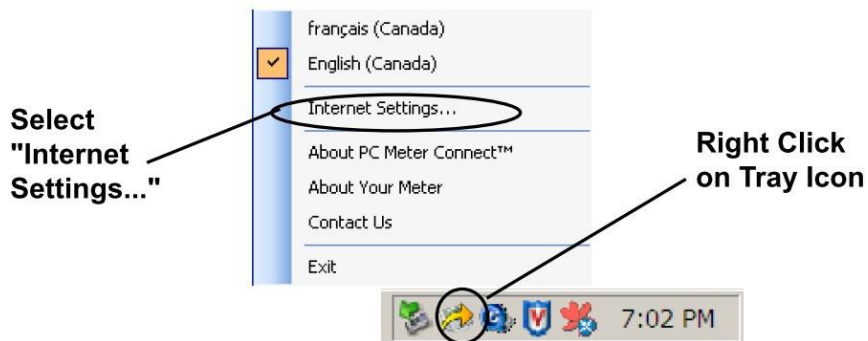 français (Canada)
English (Canada)
Internet Settings...
About PC Meter Connect™
About Your Meter
Contact Us
Exit
Select
"Internet
Settings..."
Right Click
on Tray Icon
7:02 PM